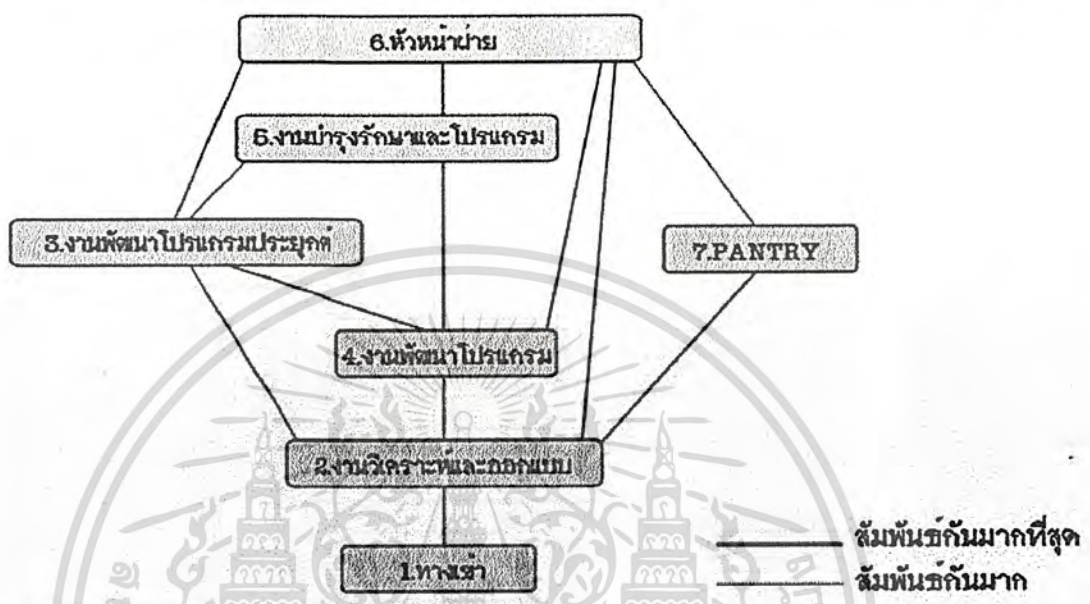 6.หัวหน้าฝ่าย
5.งานบำรุงรักษาและโปรแกรม
3.งานพัฒนาโปรแกรมประยุกต์
7.PANTRY
4.งานพัฒนาโปรแกรม
2.งานวิเคราะห์และออกแบบ
1.ทางเข้า
สัมพันธ์กันมากที่สุด
สัมพันธ์กันมาก